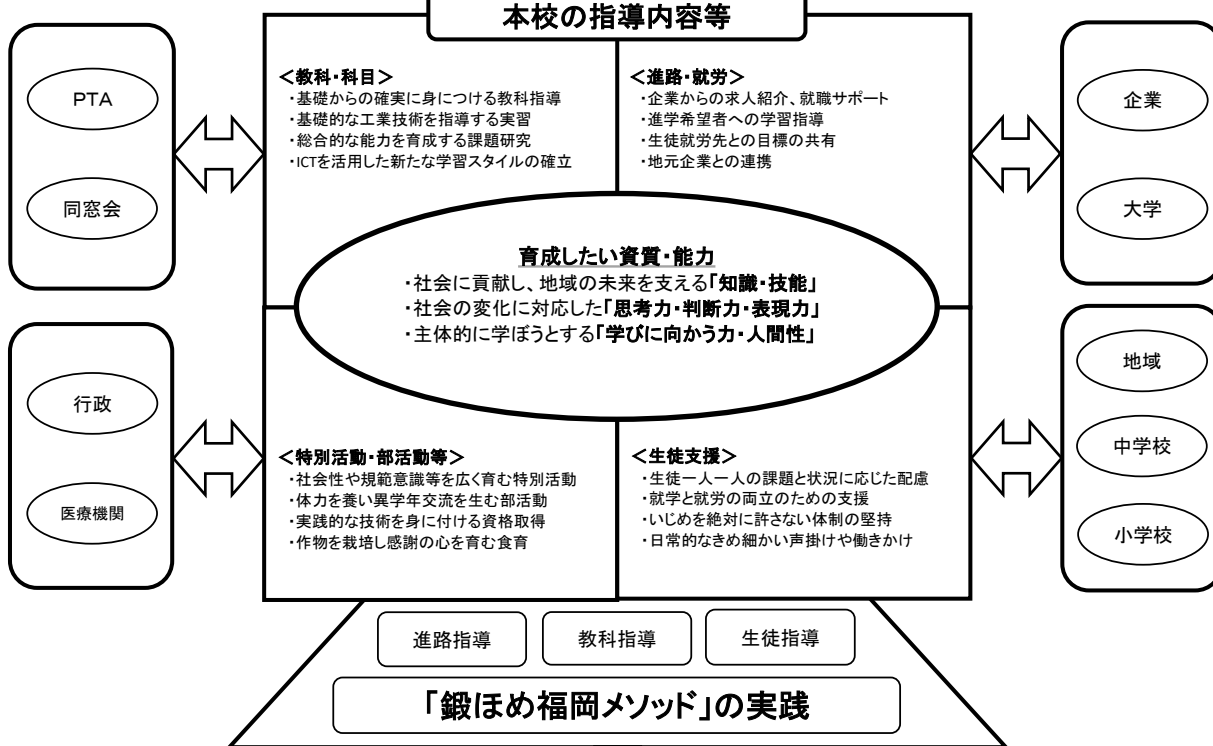 本校の指導内容等
PTA
同窓会
<教科・科目>
・基礎からの確実に身につける教科指導
・基礎的な工業技術を指導する実習
・総合的な能力を育成する課題研究
・ICTを活用した新たな学習スタイルの確立
<進路・就労>
・企業からの求人紹介、就職サポート
・進学希望者への学習指導
・生徒就労先との目標の共有
・地元企業との連携
企業
大学
育成したい資質・能力
・社会に貢献し、地域の未来を支える「知識・技能」
・社会の変化に対応した「思考力・判断力・表現力」
・主体的に学ぼうとする「学びに向かう力・人間性」
行政
医療機関
<特別活動・部活動等>
・社会性や規範意識等を広く育む特別活動
・体力を養い異学年交流を生む部活動
・実践的な技術を身に付ける資格取得
・作物を栽培し感謝の心を育む食育
<生徒支援>
・生徒一人一人の課題と状況に応じた配慮
・就学と就労の両立のための支援
・いじめを絶対に許さない体制の堅持
・日常的なきめ細かい声掛けや働きかけ
地域
中学校
小学校
進路指導
教科指導
生徒指導
「鍛ほめ福岡メソッド」の実践